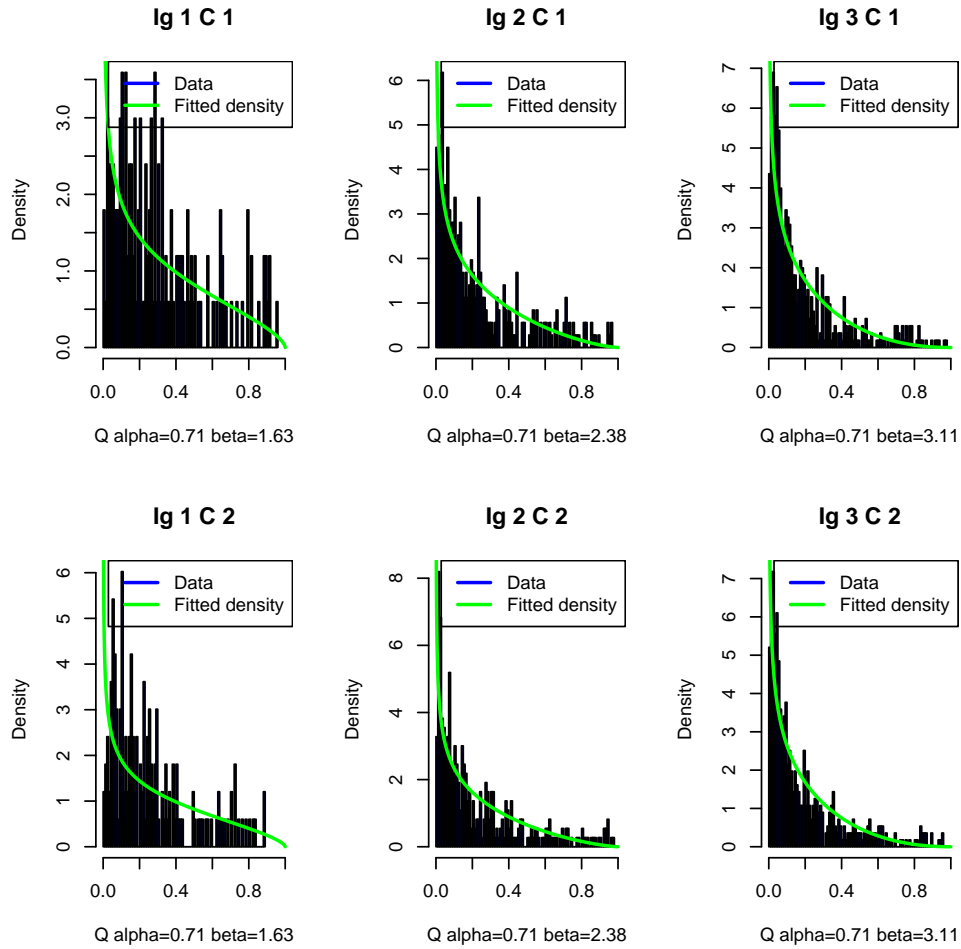 Ig 1 C 1
Data
Fitted density
Density
0.0
1.0
2.0
3.0
0.0
0.4
0.8
Q alpha=0.71 beta=1.63
Ig 2 C 1
Data
Fitted density
Density
0
1
2
3
4
5
6
0.0
0.4
0.8
Q alpha=0.71 beta=2.38
Ig 3 C 1
Data
Fitted density
Density
0
1
2
3
4
5
6
7
0.0
0.4
0.8
Q alpha=0.71 beta=3.11
Ig 1 C 2
Data
Fitted density
Density
0
1
2
3
4
5
6
0.0
0.4
0.8
Q alpha=0.71 beta=1.63
Ig 2 C 2
Data
Fitted density
Density
0
2
4
6
8
0.0
0.4
0.8
Q alpha=0.71 beta=2.38
Ig 3 C 2
Data
Fitted density
Density
0
1
2
3
4
5
6
7
0.0
0.4
0.8
Q alpha=0.71 beta=3.11